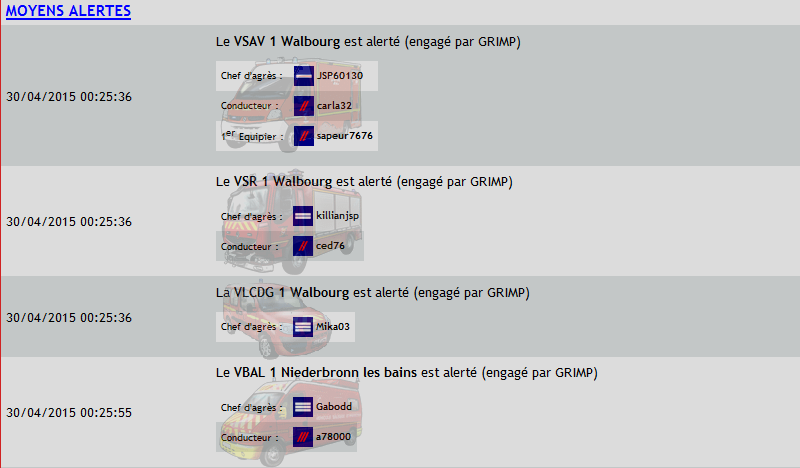 MOYENS ALERTES
Le VSAV 1 Walbourg est alerté (engagé par GRIMP)
Chef d'agrès : JSP60130
30/04/2015 00:25:36
Conducteur : carla32
1er Equipier : sapeur7676
Le VSR 1 Walbourg est alerté (engagé par GRIMP)
Chef d'agrès : killianjsp
30/04/2015 00:25:36
Conducteur : ced76
La VLCDG 1 Walbourg est alerté (engagé par GRIMP)
30/04/2015 00:25:36
Chef d'agrès : Mika03
Le VBAL 1 Niederbronn les bains est alerté (engagé par GRIMP)
Chef d'agrès : Gabodd
30/04/2015 00:25:55
Conducteur : a78000